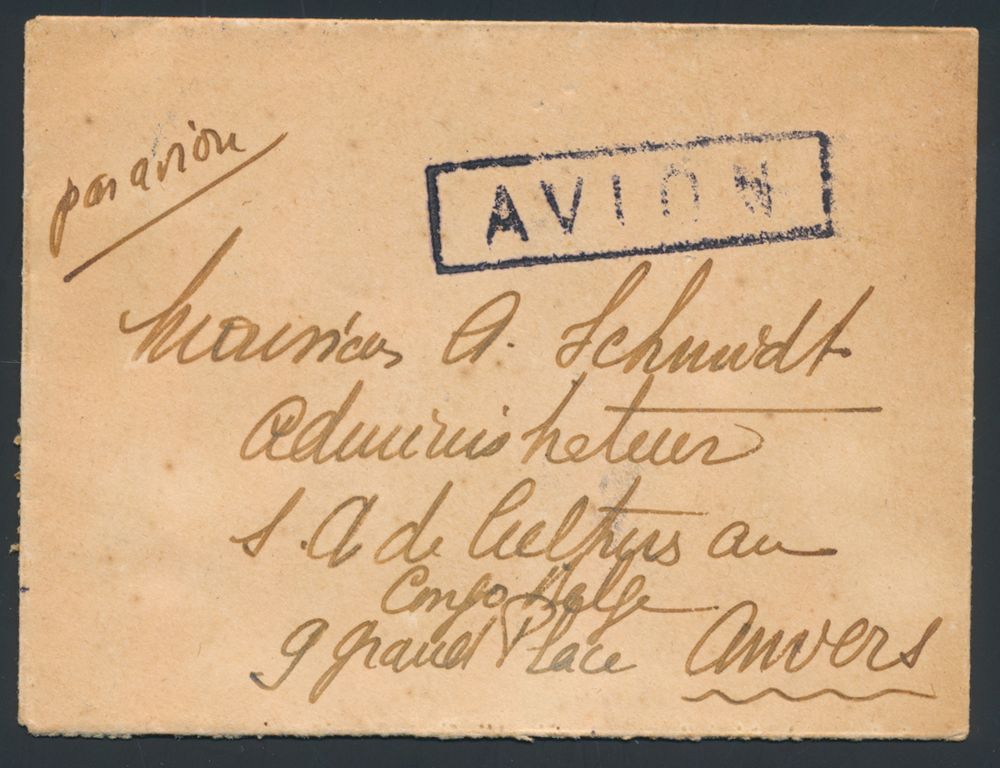 par avion
AVION
Monsieur A. Schmidt
Administrateur
S. A de Cultures au
Congo Belge
9 grand Place Anvers